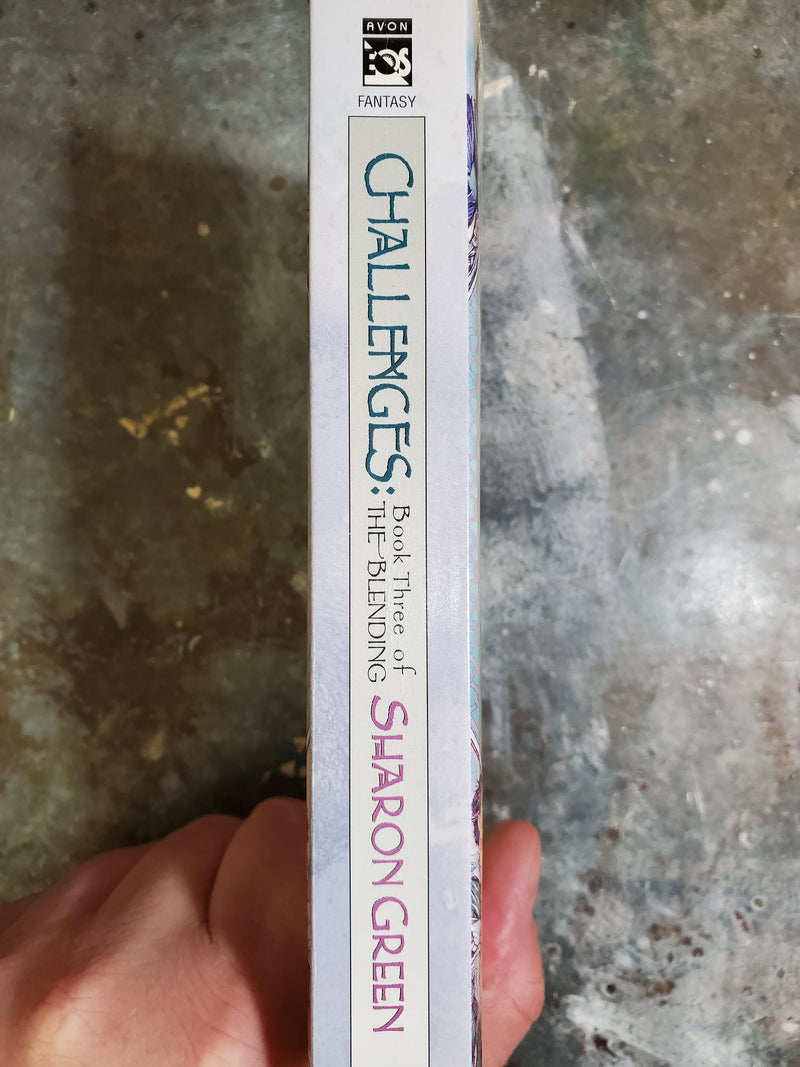 AVON
EOS
FANTASY
CHALLENGES:
Book Three of
THE BLENDING
SHARON GREEN